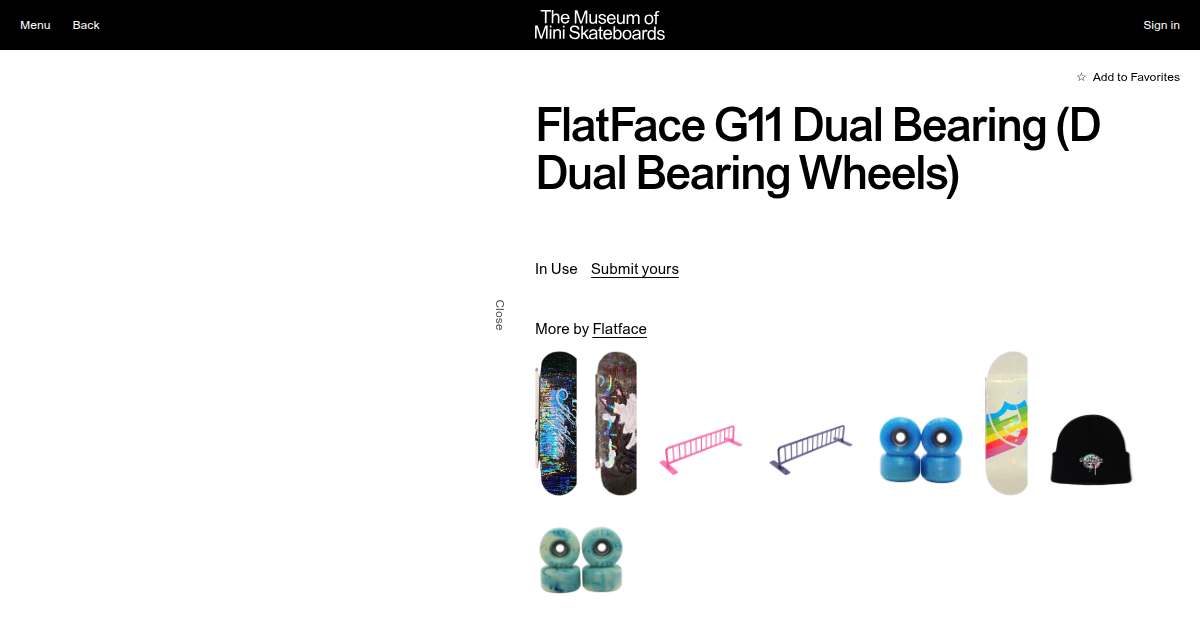 Menu
Back
The Museum of
Mini Skateboards
Sign in
☆ Add to Favorites
FlatFace G11 Dual Bearing (D
Dual Bearing Wheels)
In Use Submit yours
Close
More by Flatface